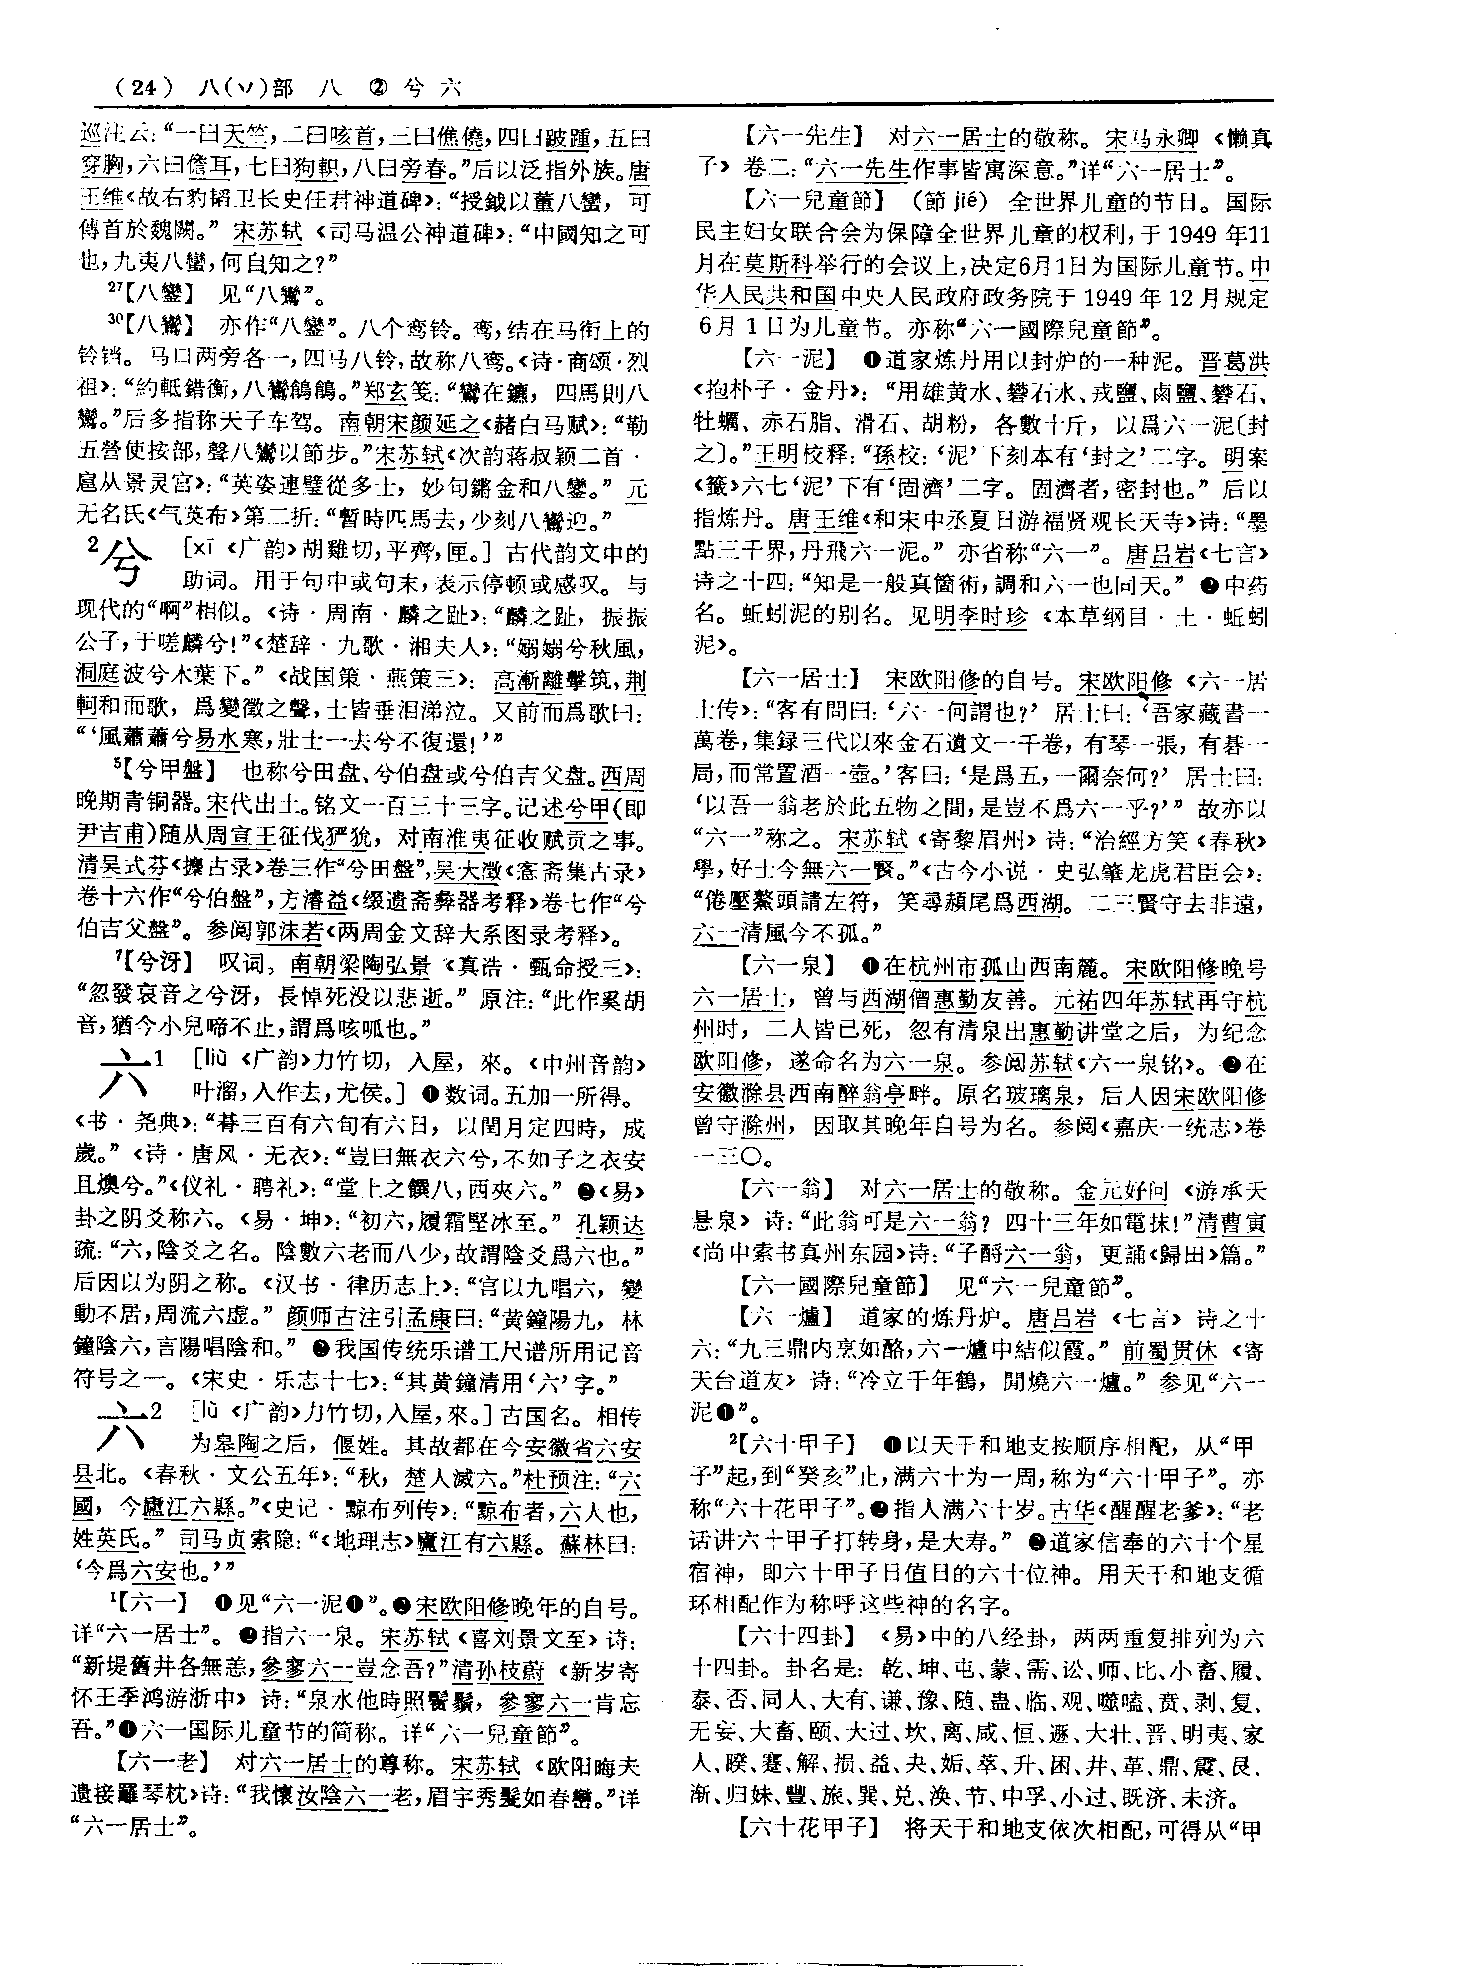 （24） 八(丷)部 八 ② 兮 六
巡注云：“一曰天竺，二曰咳首，三曰僬僥，四曰跛踵，五曰
穿胸，六曰儋耳，七曰狗軹，八曰旁舂。”后以泛指外族。唐
王维《故右豹韬卫长史任君神道碑》：“授鉞以董八蠻，可
傳首於魏闕。” 宋苏轼《司马温公神道碑》：“中國知之可
也，九夷八蠻，何自知之？”
27【八鑾】 见“八鸞”。
30【八鸞】 亦作“八鑾”。八个鸾铃。鸾，结在马衔上的
铃铛。马口两旁各一，四马八铃，故称八鸾。《诗·商颂·烈
祖》：“約軝錯衡，八鸞鶬鶬。”郑玄笺：“鸞在鑣，四馬則八
鸞。”后多指称天子车驾。南朝宋颜延之《赭白马赋》：“勒
五營使按部，聲八鸞以節步。”宋苏轼《次韵蒋叔颖二首·
扈从景灵宫》：“英姿連璧從多士，妙句鏘金和八鑾。” 元
无名氏《气英布》第二折：“暫時匹馬去，少刻八鸞迎。”
2兮 [xī 《广韵》胡雞切，平齊，匣。] 古代韵文中的
助词。用于句中或句末，表示停顿或感叹。与
现代的“啊”相似。《诗·周南·麟之趾》：“麟之趾，振振
公子，于嗟麟兮！”《楚辞·九歌·湘夫人》：“嫋嫋兮秋風，
洞庭波兮木葉下。”《战国策·燕策三》：高漸離擊筑，荆
軻和而歌，爲變徵之聲，士皆垂泪涕泣。又前而爲歌曰：
“‘風蕭蕭兮易水寒，壯士一去兮不復還！’”
5【兮甲盤】 也称兮田盘、兮伯盘或兮伯吉父盘。西周
晚期青铜器。宋代出土。铭文一百三十三字。记述兮甲(即
尹吉甫)随从周宣王征伐玁狁，对南淮夷征收赋贡之事。
清吴式芬《攈古录》卷三作“兮田盤”，吴大澂《愙斋集古录》
卷十六作“兮伯盤”，方濬益《缀遗斋彝器考释》卷七作“兮
伯吉父盤”。参阅郭沫若《两周金文辞大系图录考释》。
7【兮㳌】 叹词。南朝梁陶弘景《真诰·甄命授三》：
“忽發哀音之兮㳌，長悼死没以悲逝。” 原注：“此作奚胡
音，猶今小兒啼不止，謂爲咳呱也。”
六1 [liù 《广韵》力竹切，入屋，來。《中州音韵》
叶溜，入作去，尤侯。] ❶数词。五加一所得。
《书·尧典》：“朞三百有六旬有六日，以閏月定四時，成
歲。”《诗·唐风·无衣》：“豈曰無衣六兮，不如子之衣安
且燠兮。”《仪礼·聘礼》：“堂上之饌八，西夾六。” ❷《易》
卦之阴爻称六。《易·坤》：“初六，履霜堅冰至。” 孔颖达
疏：“六，陰爻之名。陰數六老而八少，故謂陰爻爲六也。”
后因以为阴之称。《汉书·律历志上》：“宫以九唱六，變
動不居，周流六虚。” 颜师古注引孟康曰：“黄鐘陽九，林
鐘陰六，言陽唱陰和。” ❸我国传统乐谱工尺谱所用记音
符号之一。《宋史·乐志十七》：“其黄鐘清用‘六’字。”
六2 [lù 《广韵》力竹切，入屋，來。] 古国名。相传
为皋陶之后，偃姓。其故都在今安徽省六安
县北。《春秋·文公五年》：“秋，楚人滅六。”杜预注：“六
國，今廬江六縣。”《史记·黥布列传》：“黥布者，六人也，
姓英氏。” 司马贞索隐：“《地理志》廬江有六縣。蘇林曰：
‘今爲六安也。’”
1【六一】 ❶见“六一泥❶”。❷宋欧阳修晚年的自号。
详“六一居士”。❸指六一泉。宋苏轼《喜刘景文至》诗：
“新堤舊井各無恙，參寥六一豈念吾？”清孙枝蔚《新岁寄
怀王季鸿游浙中》诗：“泉水他時照鬢鬚，參寥六一肯忘
吾。”❹六一国际儿童节的简称。详“六一兒童節”。
【六一老】 对六一居士的尊称。宋苏轼《欧阳晦夫
遗接䍦琴枕》诗：“我懷汝陰六一老，眉宇秀髮如春巒。”详
“六一居士”。
【六一先生】 对六一居士的敬称。宋马永卿《懒真
子》卷二：“六一先生作事皆寓深意。”详“六一居士”。
【六一兒童節】 （節 jié） 全世界儿童的节日。国际
民主妇女联合会为保障全世界儿童的权利，于1949年11
月在莫斯科举行的会议上，决定6月1日为国际儿童节。中
华人民共和国中央人民政府政务院于1949年12月规定
6月1日为儿童节。亦称“六一國際兒童節”。
【六一泥】 ❶道家炼丹用以封炉的一种泥。晋葛洪
《抱朴子·金丹》：“用雄黄水、礬石水、戎鹽、鹵鹽、礬石、
牡蠣、赤石脂、滑石、胡粉，各數十斤，以爲六一泥〔封
之〕。”王明校释：“孫校：‘泥’下刻本有‘封之’二字。明案
《籤》六七‘泥’下有‘固濟’二字。固濟者，密封也。” 后以
指炼丹。唐王维《和宋中丞夏日游福贤观长天寺》诗：“墨
點三千界，丹飛六一泥。” 亦省称“六一”。唐吕岩《七言》
诗之十四：“知是一般真箇術，調和六一也同天。” ❷中药
名。蚯蚓泥的别名。见明李时珍《本草纲目·土·蚯蚓
泥》。
【六一居士】 宋欧阳修的自号。宋欧阳修《六一居
士传》：“客有問曰：‘六一何謂也？’居士曰：‘吾家藏書一
萬卷，集録三代以來金石遺文一千卷，有琴一張，有碁一
局，而常置酒一壺。’客曰：‘是爲五，一爾奈何？’居士曰：
‘以吾一翁老於此五物之間，是豈不爲六一乎？’” 故亦以
“六一”称之。宋苏轼《寄黎眉州》诗：“治經方笑《春秋》
學，好士今無六一賢。”《古今小说·史弘肇龙虎君臣会》：
“倦壓鰲頭請左符，笑尋赬尾爲西湖。二三賢守去非遠，
六一清風今不孤。”
【六一泉】 ❶在杭州市孤山西南麓。宋欧阳修晚号
六一居士，曾与西湖僧惠勤友善。元祐四年苏轼再守杭
州时，二人皆已死，忽有清泉出惠勤讲堂之后，为纪念
欧阳修，遂命名为六一泉。参阅苏轼《六一泉铭》。❷在
安徽滁县西南醉翁亭畔。原名玻璃泉，后人因宋欧阳修
曾守滁州，因取其晚年自号为名。参阅《嘉庆一统志》卷
一三〇。
【六一翁】 对六一居士的敬称。金元好问《游承天
悬泉》诗：“此翁可是六一翁？四十三年如電抹！”清曹寅
《尚中索书真州东园》诗：“子酹六一翁，更誦《歸田》篇。”
【六一國際兒童節】 见“六一兒童節”。
【六一爐】 道家的炼丹炉。唐吕岩《七言》诗之十
六：“九三鼎内烹如酪，六一爐中結似霞。” 前蜀贯休《寄
天台道友》诗：“冷立千年鶴，閒燒六一爐。” 参见“六一
泥❶”。
2【六十甲子】 ❶以天干和地支按顺序相配，从“甲
子”起，到“癸亥”止，满六十为一周，称为“六十甲子”。亦
称“六十花甲子”。❷指人满六十岁。古华《醒醒老爹》：“老
话讲六十甲子打转身，是大寿。” ❸道家信奉的六十个星
宿神，即六十甲子日值日的六十位神。用天干和地支循
环相配作为称呼这些神的名字。
【六十四卦】 《易》中的八经卦，两两重复排列为六
十四卦。卦名是：乾、坤、屯、蒙、需、讼、师、比、小畜、履、
泰、否、同人、大有、谦、豫、随、蛊、临、观、噬嗑、贲、剥、复、
无妄、大畜、颐、大过、坎、离、咸、恒、遯、大壮、晋、明夷、家
人、睽、蹇、解、损、益、夬、姤、萃、升、困、井、革、鼎、震、艮、
渐、归妹、豐、旅、巽、兑、涣、节、中孚、小过、既济、未济。
【六十花甲子】 将天干和地支依次相配，可得从“甲